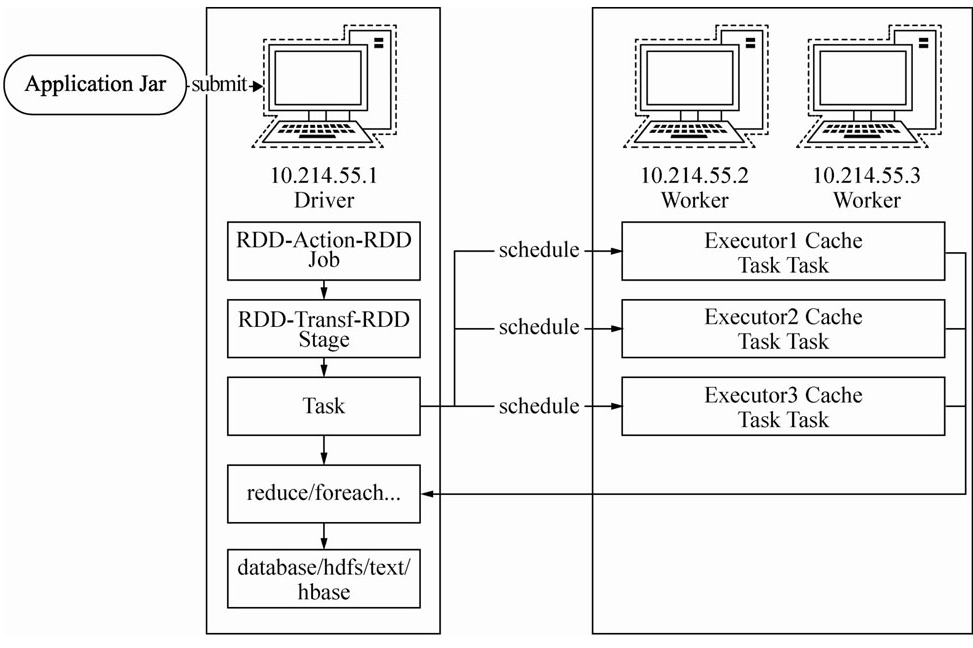 Application Jar
submit
10.214.55.1
Driver
RDD-Action-RDD
Job
RDD-Transf-RDD
Stage
Task
reduce/foreach...
database/hdfs/text/
hbase
schedule
schedule
schedule
10.214.55.2
Worker
10.214.55.3
Worker
Executor1 Cache
Task Task
Executor2 Cache
Task Task
Executor3 Cache
Task Task